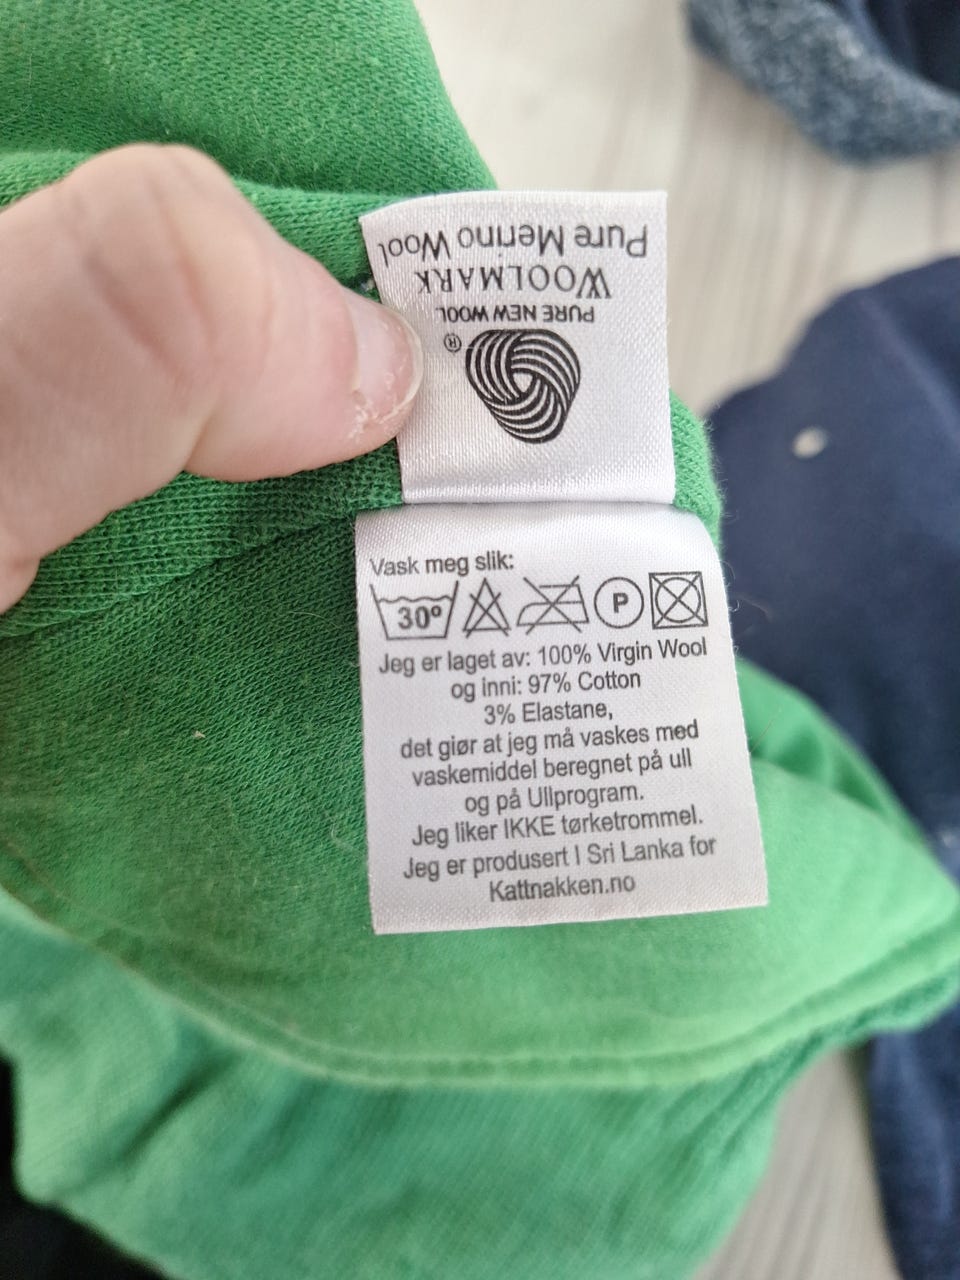 Pure Merino Wool
WOOLMARK
PURE NEW WOOL
®
Vask meg slik:
30º P
Jeg er laget av: 100% Virgin Wool
og inni: 97% Cotton
3% Elastane,
det giør at jeg må vaskes med
vaskemiddel beregnet på ull
og på Ullprogram.
Jeg liker IKKE tørketrommel.
Jeg er produsert I Sri Lanka for
Kattnakken.no